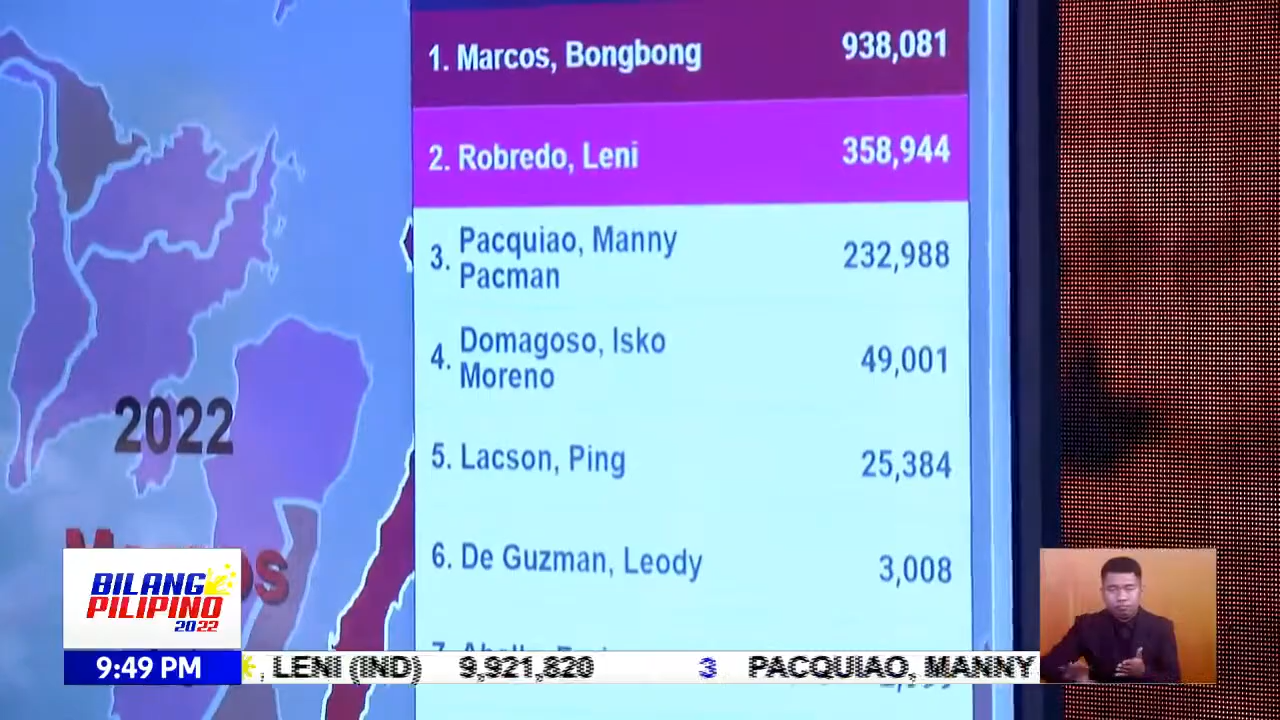 1. Marcos, Bongbong 938,081
2. Robredo, Leni 358,944
3. Pacquiao, Manny
Pacman 232,988
4. Domagoso, Isko
Moreno 49,001
5. Lacson, Ping 25,384
6. De Guzman, Leody 3,008
7.
2022
BILANG
PILIPINO
2022
9:49 PM , LENI (IND) 9,921,820 3 PACQUIAO, MANNY